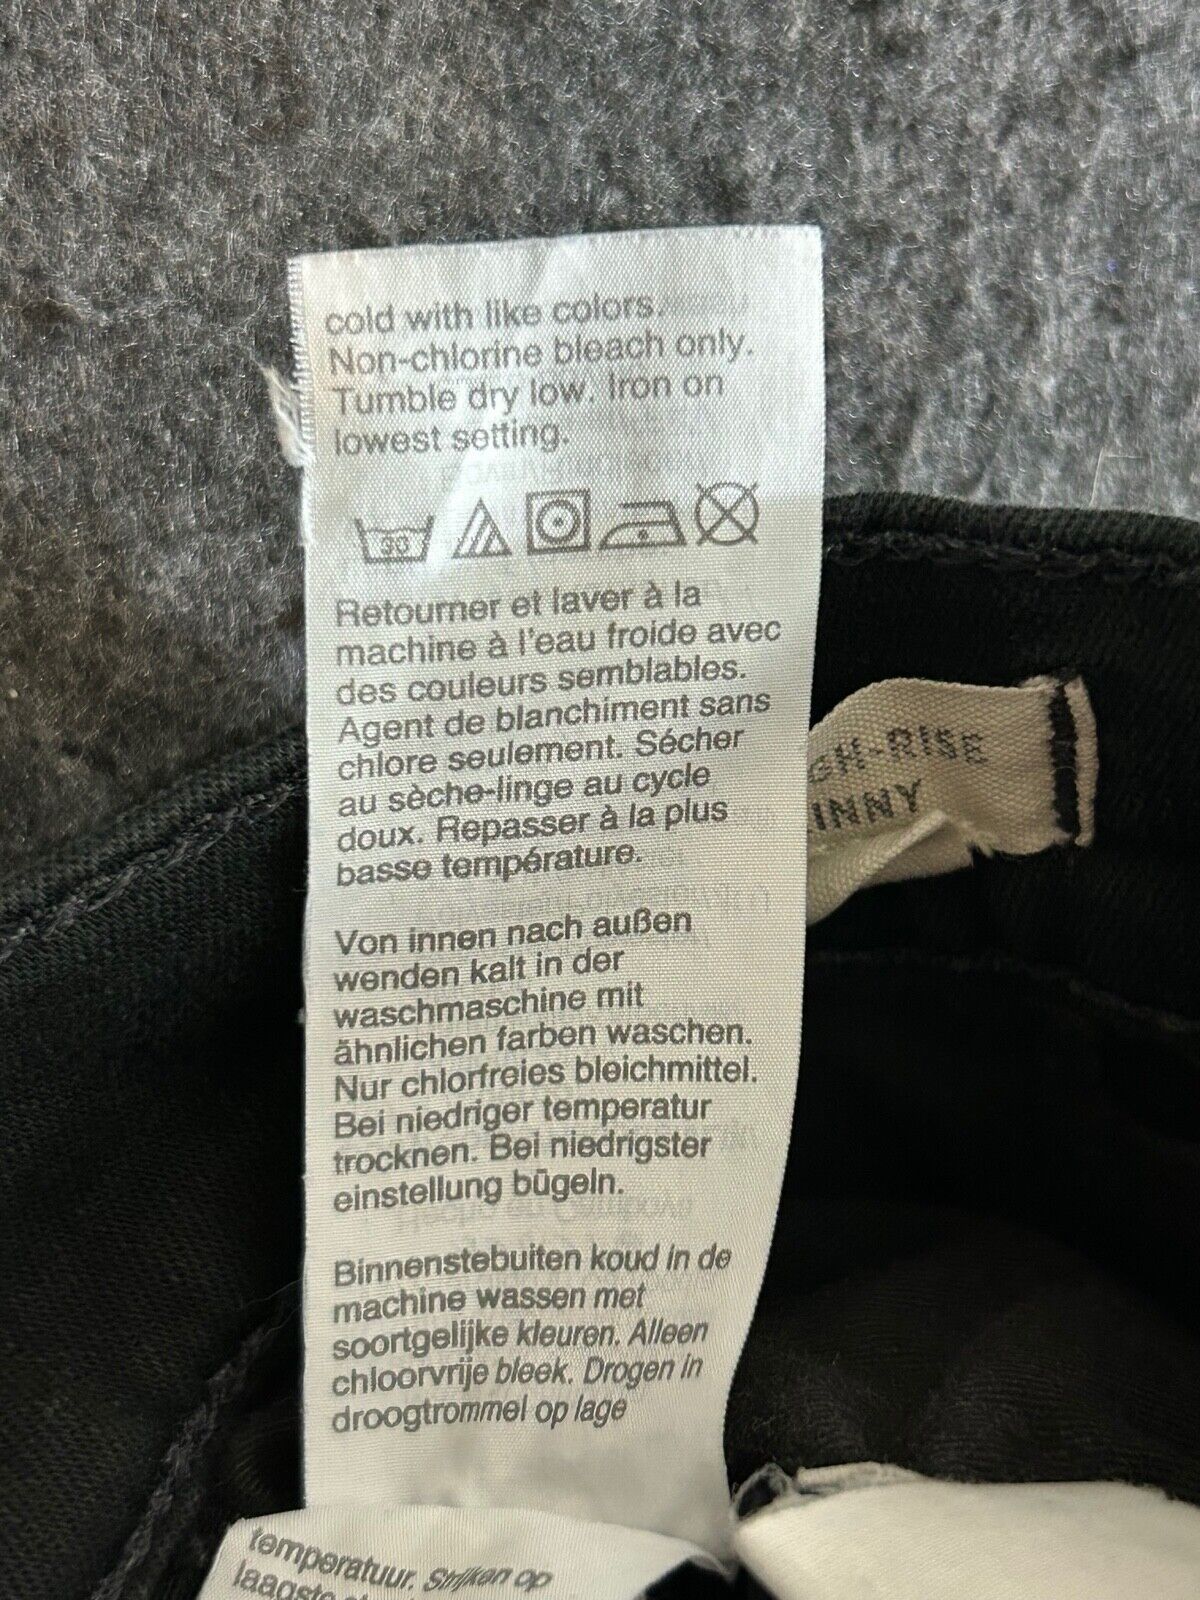 cold with like colors.
Non-chlorine bleach only.
Tumble dry low. Iron on
lowest setting.
30
Retourner et laver à la
machine à l'eau froide avec
des couleurs semblables.
Agent de blanchiment sans
chlore seulement. Sécher
au sèche-linge au cycle
doux. Repasser à la plus
basse température.
Von innen nach außen
wenden kalt in der
waschmaschine mit
ähnlichen farben waschen.
Nur chlorfreies bleichmittel.
Bei niedriger temperatur
trocknen. Bei niedrigster
einstellung bügeln.
Binnenstebuiten koud in de
machine wassen met
soortgelijke kleuren. Alleen
chloorvrije bleek. Drogen in
droogtrommel op lage
temperatuur. Strijken op
laagste
GH-RISE
INNY